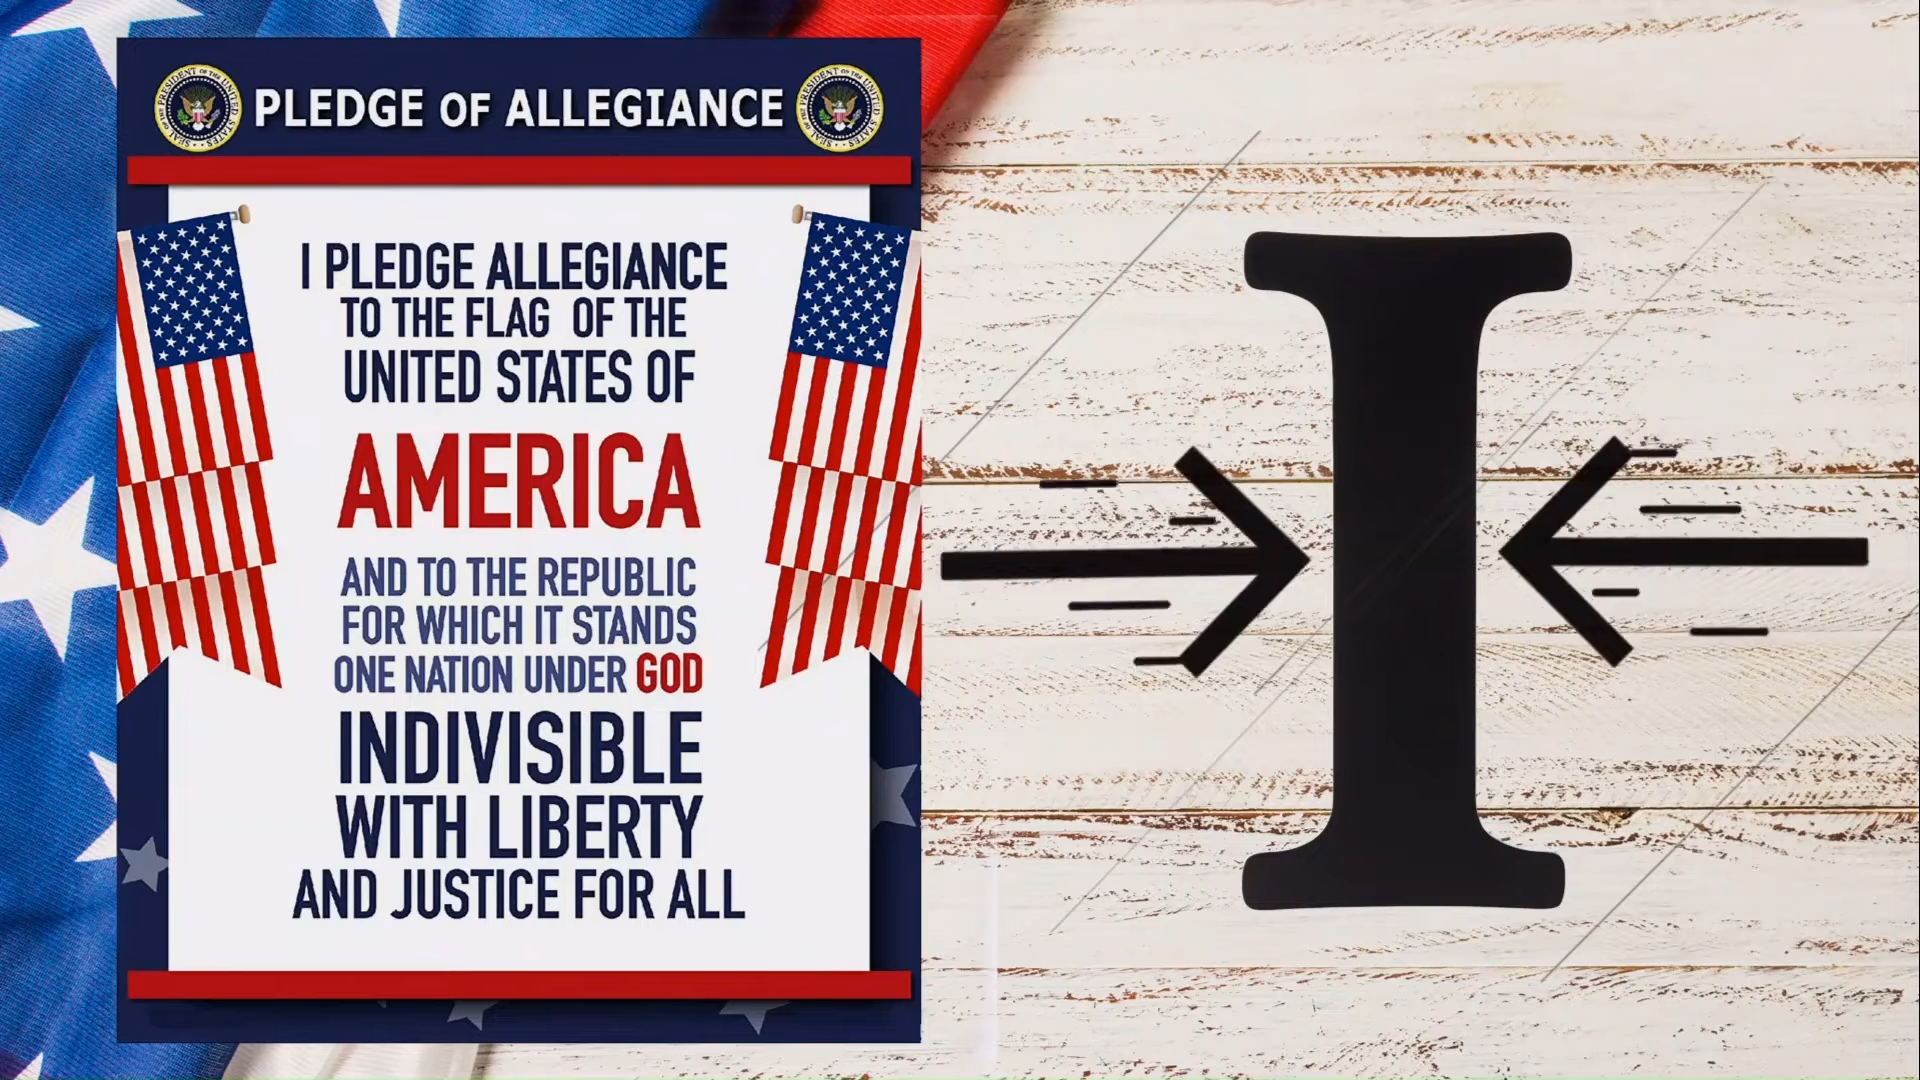 PLEDGE OF ALLEGIANCE
I PLEDGE ALLEGIANCE
TO THE FLAG OF THE
UNITED STATES OF
AMERICA
AND TO THE REPUBLIC
FOR WHICH IT STANDS
ONE NATION UNDER GOD
INDIVISIBLE
WITH LIBERTY
AND JUSTICE FOR ALL
I